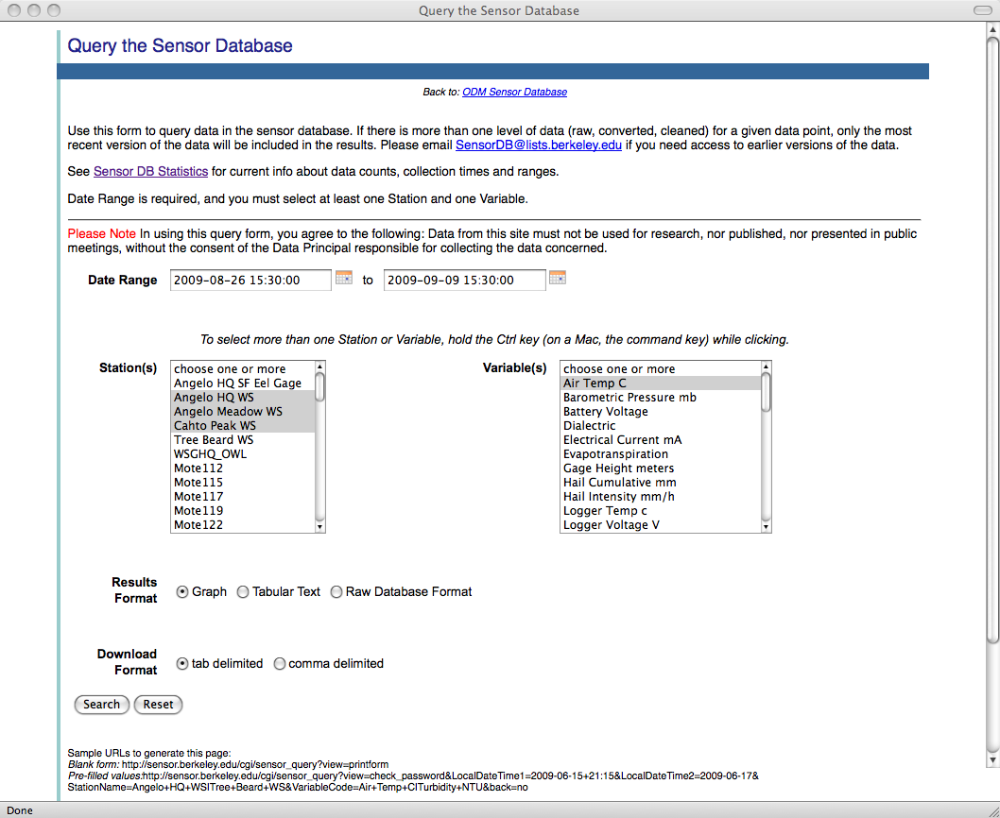 Query the Sensor Database
Query the Sensor Database
Back to: ODM Sensor Database
Use this form to query data in the sensor database. If there is more than one level of data (raw, converted, cleaned) for a given data point, only the most
recent version of the data will be included in the results. Please email SensorDB@lists.berkeley.edu if you need access to earlier versions of the data.
See Sensor DB Statistics for current info about data counts, collection times and ranges.
Date Range is required, and you must select at least one Station and one Variable.
Please Note In using this query form, you agree to the following: Data from this site must not be used for research, nor published, nor presented in public
meetings, without the consent of the Data Principal responsible for collecting the data concerned.
Date Range 2009-08-26 15:30:00 to 2009-09-09 15:30:00
To select more than one Station or Variable, hold the Ctrl key (on a Mac, the command key) while clicking.
Station(s)
choose one or more
Angelo HQ SF Eel Gage
Angelo HQ WS
Angelo Meadow WS
Cahto Peak WS
Tree Beard WS
WSGHQ_OWL
Mote112
Mote115
Mote117
Mote119
Mote122
Variable(s)
choose one or more
Air Temp C
Barometric Pressure mb
Battery Voltage
Dialectric
Electrical Current mA
Evapotranspiration
Gage Height meters
Hail Cumulative mm
Hail Intensity mm/h
Logger Temp c
Logger Voltage V
Results
Format
Graph Tabular Text Raw Database Format
Download
Format
tab delimited comma delimited
Search Reset
Sample URLs to generate this page:
Blank form: http://sensor.berkeley.edu/cgi/sensor_query?view=printform
Pre-filled values:http://sensor.berkeley.edu/cgi/sensor_query?view=check_password&LocalDateTime1=2009-06-15+21:15&LocalDateTime2=2009-06-17&
StationName=Angelo+HQ+WS|Tree+Beard+WS&VariableCode=Air+Temp+C|Turbidity+NTU&back=no
Done